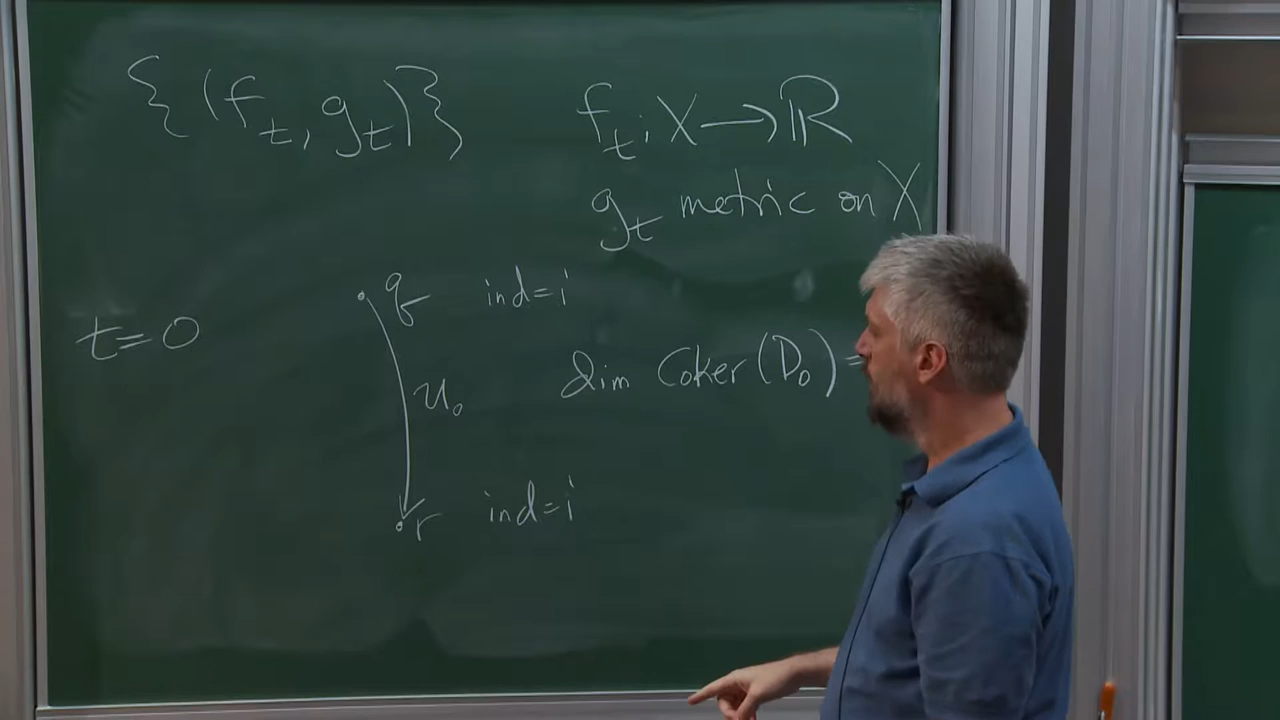 {(f_t, g_t)} f_t: X → ℝ
g_t metric on X
t=0 q ind=i
u_0 dim Coker(D_0)=
r ind=i